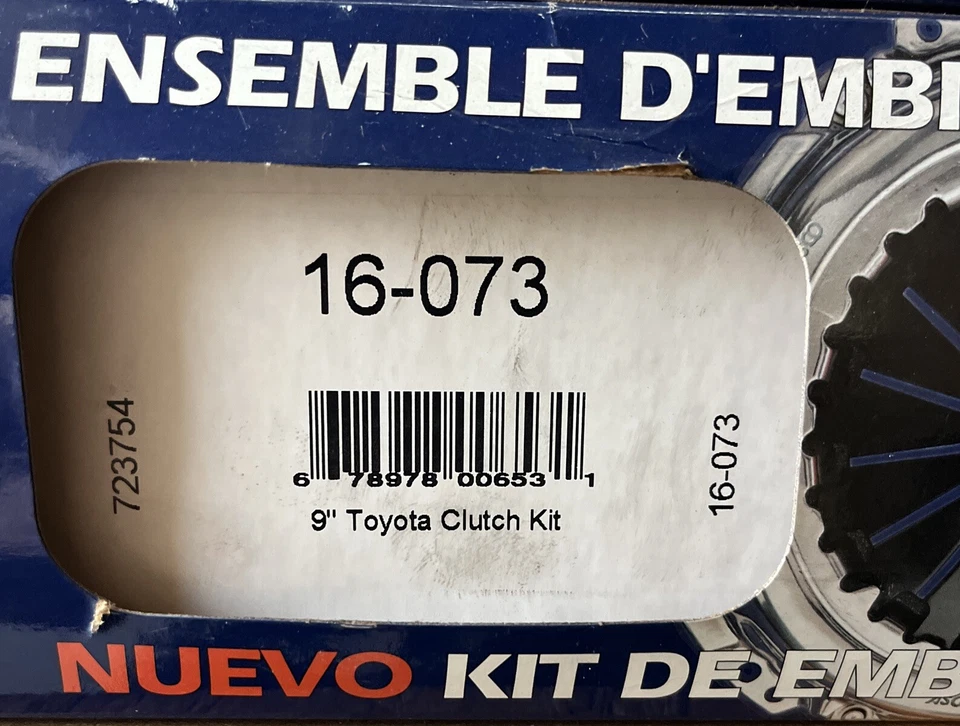 ENSEMBLE D'EMB
16-073
723754
6 78978 00653 1
16-073
9" Toyota Clutch Kit
NUEVO KIT DE EMB